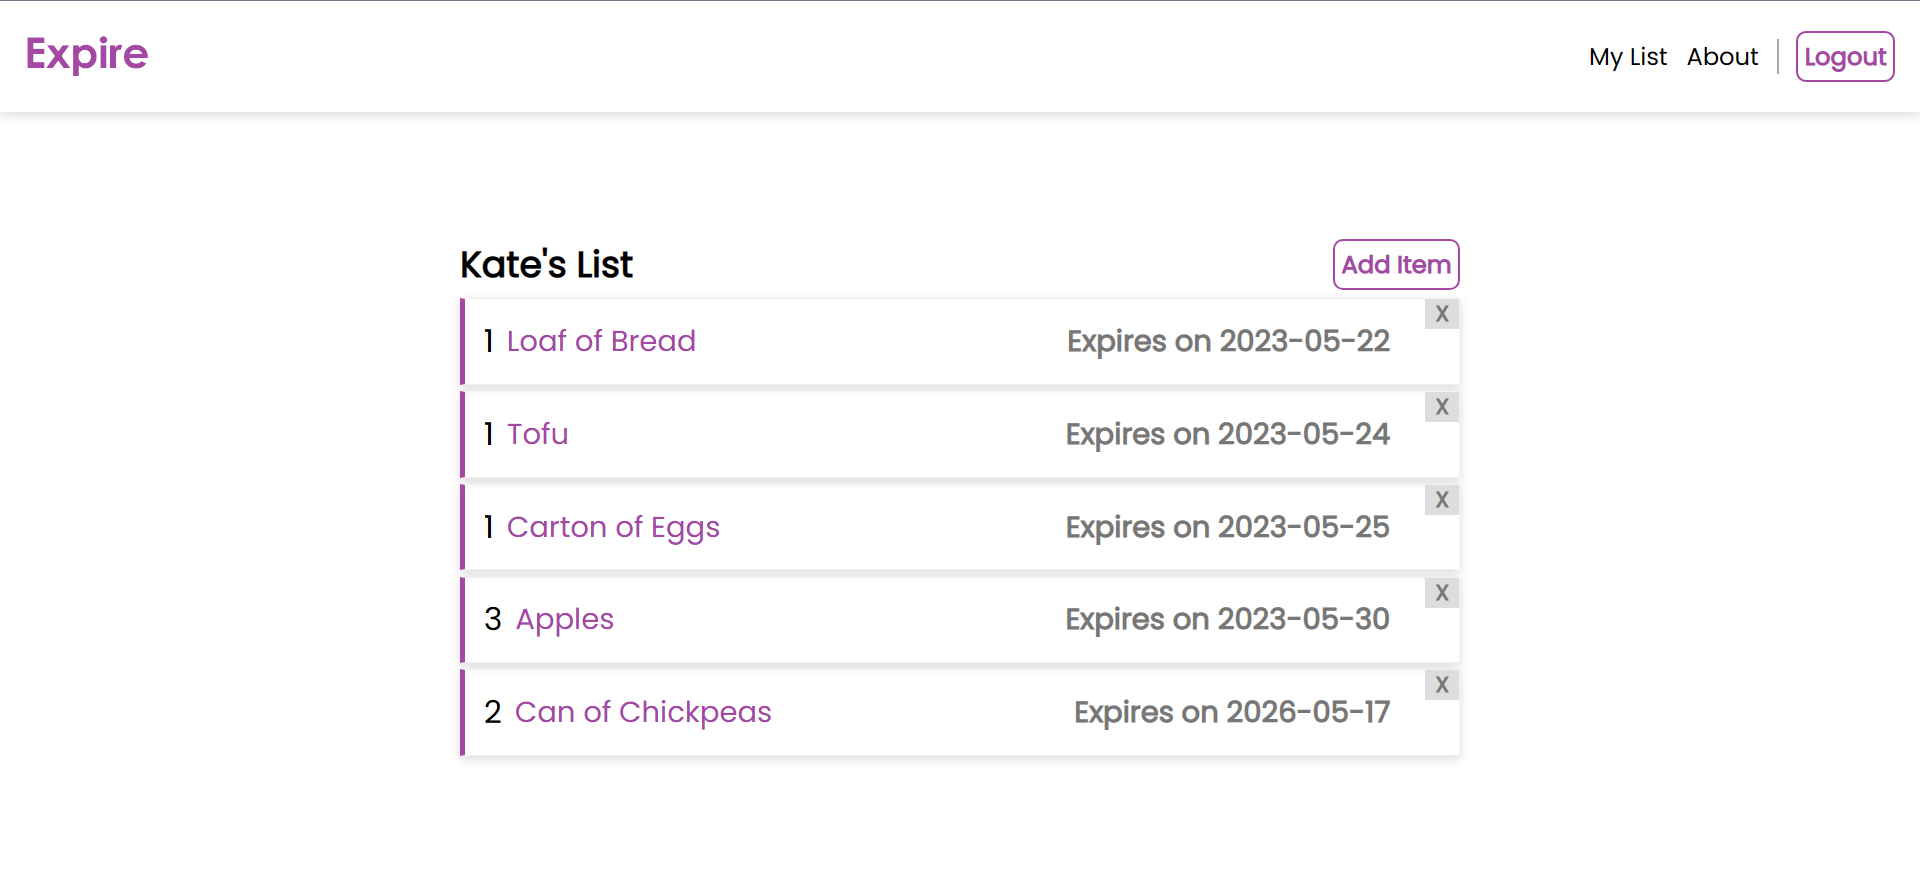 Expire
My List About Logout
Kate's List Add Item
X
1 Loaf of Bread Expires on 2023-05-22
X
1 Tofu Expires on 2023-05-24
X
1 Carton of Eggs Expires on 2023-05-25
X
3 Apples Expires on 2023-05-30
X
2 Can of Chickpeas Expires on 2026-05-17